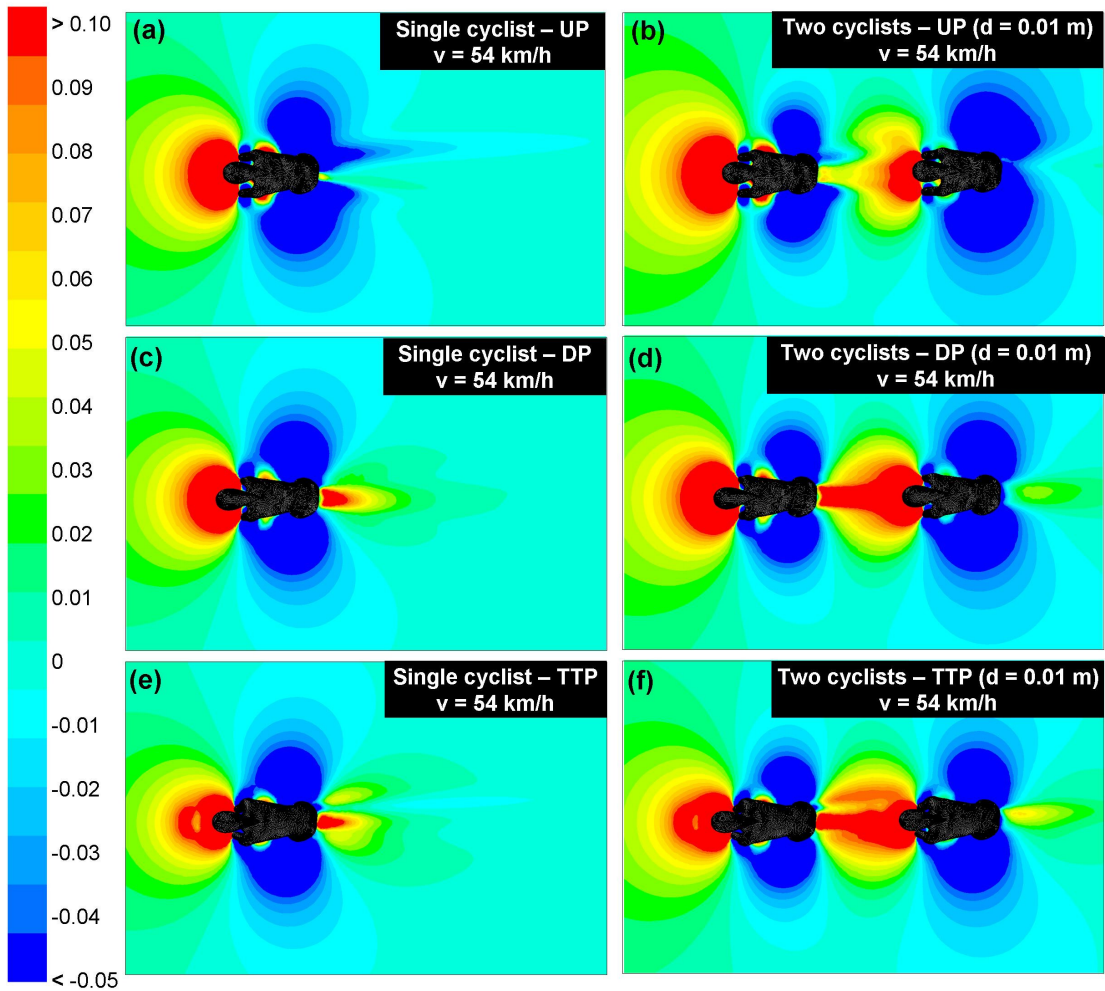 > 0.10
0.09
0.08
0.07
0.06
0.05
0.04
0.03
0.02
0.01
0
-0.01
-0.02
-0.03
-0.04
< -0.05
(a)
Single cyclist – UP
v = 54 km/h
(b)
Two cyclists – UP (d = 0.01 m)
v = 54 km/h
(c)
Single cyclist – DP
v = 54 km/h
(d)
Two cyclists – DP (d = 0.01 m)
v = 54 km/h
(e)
Single cyclist – TTP
v = 54 km/h
(f)
Two cyclists – TTP (d = 0.01 m)
v = 54 km/h